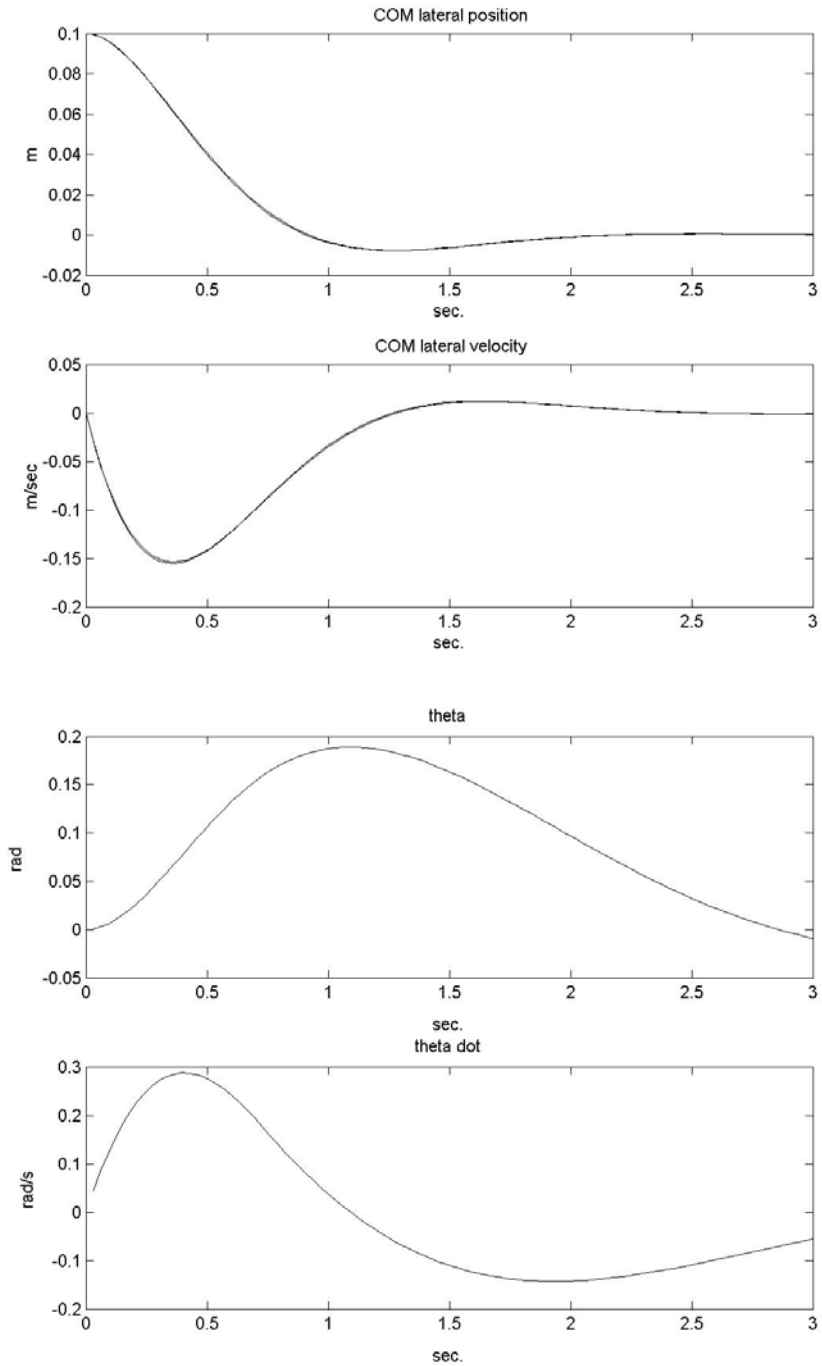 COM lateral position
0.1
0.08
0.06
0.04
0.02
0
-0.02
m
0 0.5 1 1.5 2 2.5 3
sec.
COM lateral velocity
0.05
0
-0.05
-0.1
-0.15
-0.2
m/sec
0 0.5 1 1.5 2 2.5 3
sec.
theta
0.2
0.15
0.1
0.05
0
-0.05
rad
0 0.5 1 1.5 2 2.5 3
sec.
theta dot
0.3
0.2
0.1
0
-0.1
-0.2
rad/s
0 0.5 1 1.5 2 2.5 3
sec.